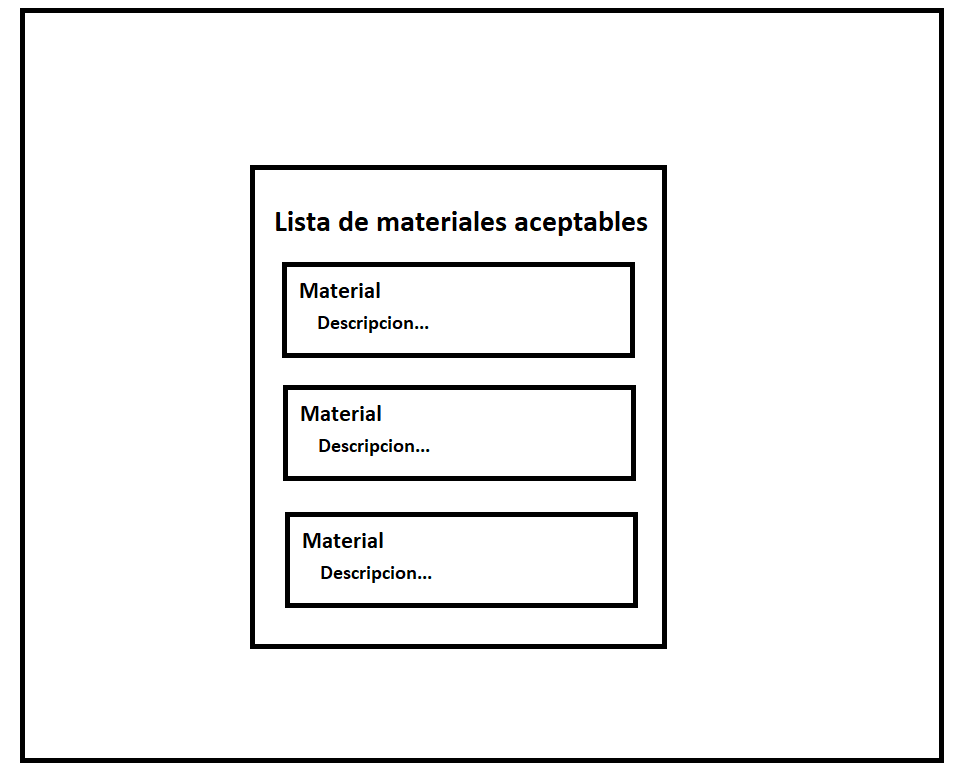 Lista de materiales aceptables
Material
Descripcion...
Material
Descripcion...
Material
Descripcion...